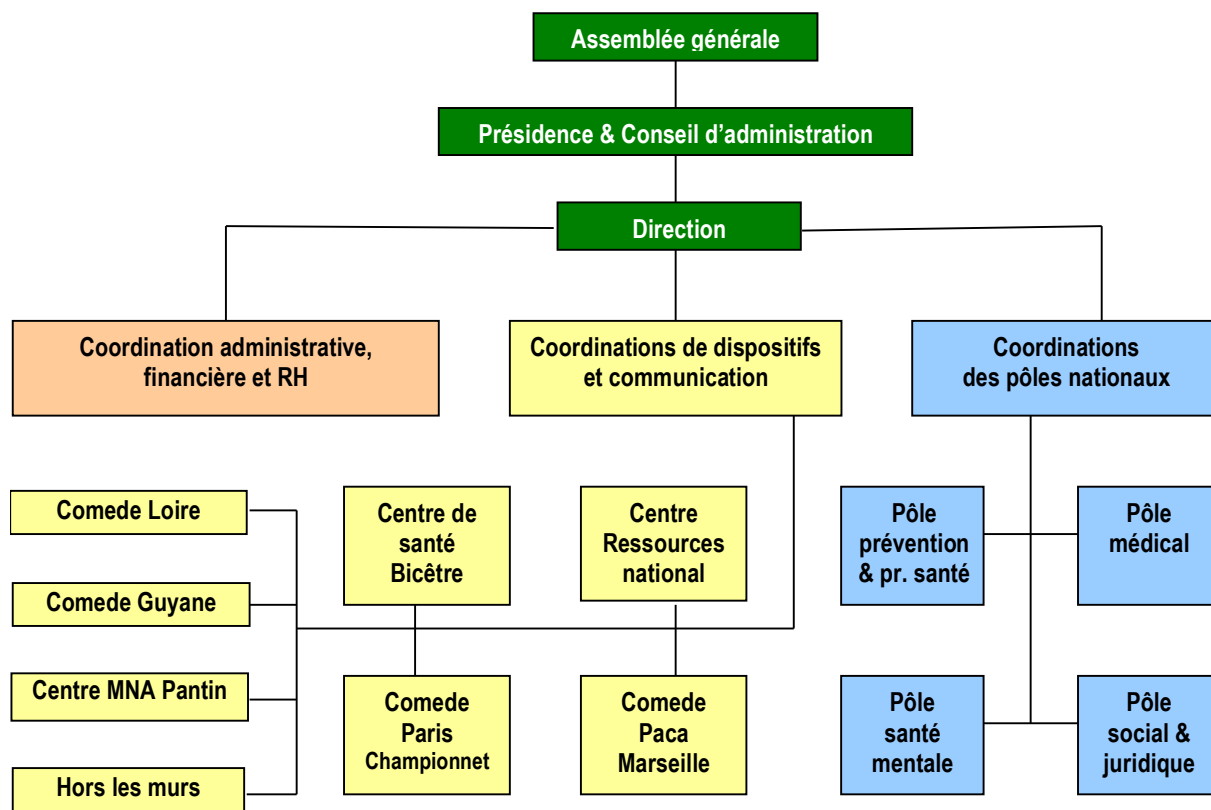 Assemblée générale
Présidence & Conseil d'administration
Direction
Coordination administrative,
financière et RH
Coordinations de dispositifs
et communication
Coordinations
des pôles nationaux
Comede Loire
Comede Guyane
Centre MNA Pantin
Hors les murs
Centre de
santé
Bicêtre
Centre
Ressources
national
Comede
Paris
Championnet
Comede
Paca
Marseille
Pôle
prévention
& pr. santé
Pôle
médical
Pôle
santé
mentale
Pôle
social &
juridique